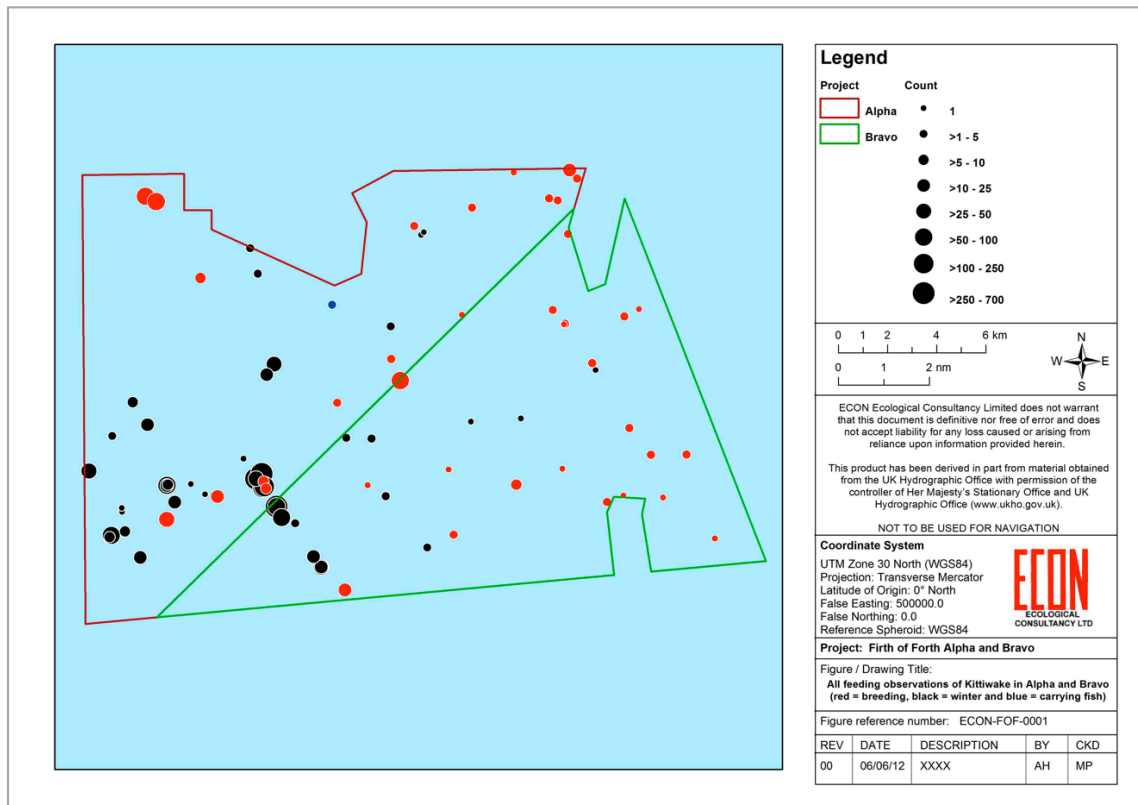 Legend
Project Count
Alpha 1
Bravo >1 - 5
>5 - 10
>10 - 25
>25 - 50
>50 - 100
>100 - 250
>250 - 700
0 1 2 4 6 km
0 1 2 nm
N
W E
S
ECON Ecological Consultancy Limited does not warrant
that this document is definitive nor free of error and does
not accept liability for any loss caused or arising from
reliance upon information provided herein.
This product has been derived in part from material obtained
from the UK Hydrographic Office with permission of the
controller of Her Majesty's Stationary Office and UK
Hydrographic Office (www.ukho.gov.uk).
NOT TO BE USED FOR NAVIGATION
Coordinate System
UTM Zone 30 North (WGS84)
Projection: Transverse Mercator
Latitude of Origin: 0° North
False Easting: 500000.0
False Northing: 0.0
Reference Spheroid: WGS84
ECON
ECOLOGICAL
CONSULTANCY LTD
Project: Firth of Forth Alpha and Bravo
Figure / Drawing Title:
All feeding observations of Kittiwake in Alpha and Bravo
(red = breeding, black = winter and blue = carrying fish)
Figure reference number: ECON-FOF-0001
REV DATE DESCRIPTION BY CKD
00 06/06/12 XXXX AH MP